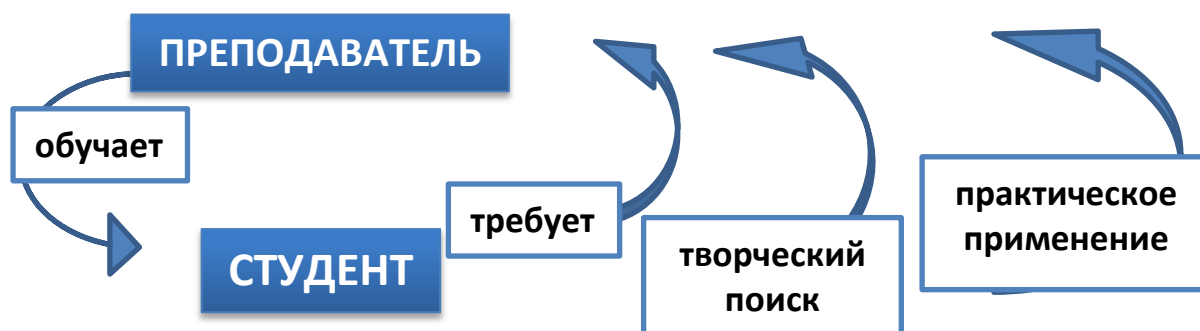 ПРЕПОДАВАТЕЛЬ
обучает
СТУДЕНТ
требует
творческий
поиск
практическое
применение